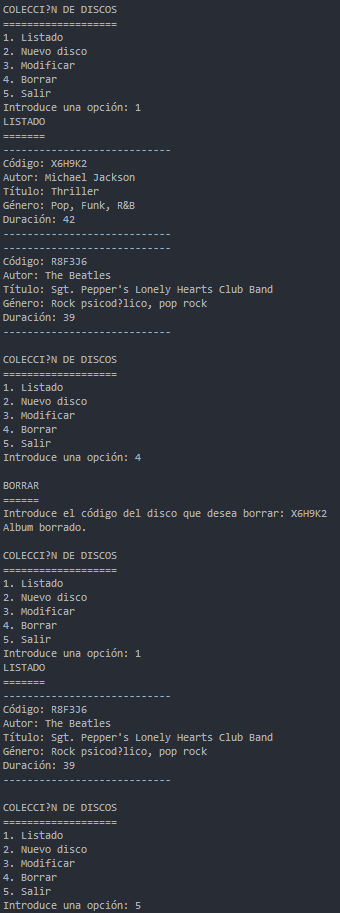 COLECCI?N DE DISCOS
===================
1. Listado
2. Nuevo disco
3. Modificar
4. Borrar
5. Salir
Introduce una opción: 1
LISTADO
=======
----------------------------
Código: X6H9K2
Autor: Michael Jackson
Título: Thriller
Género: Pop, Funk, R&B
Duración: 42
----------------------------
----------------------------
Código: R8F3J6
Autor: The Beatles
Título: Sgt. Pepper's Lonely Hearts Club Band
Género: Rock psicod?lico, pop rock
Duración: 39
----------------------------

COLECCI?N DE DISCOS
===================
1. Listado
2. Nuevo disco
3. Modificar
4. Borrar
5. Salir
Introduce una opción: 4

BORRAR
======
Introduce el código del disco que desea borrar: X6H9K2
Album borrado.

COLECCI?N DE DISCOS
===================
1. Listado
2. Nuevo disco
3. Modificar
4. Borrar
5. Salir
Introduce una opción: 1
LISTADO
=======
----------------------------
Código: R8F3J6
Autor: The Beatles
Título: Sgt. Pepper's Lonely Hearts Club Band
Género: Rock psicod?lico, pop rock
Duración: 39
----------------------------

COLECCI?N DE DISCOS
===================
1. Listado
2. Nuevo disco
3. Modificar
4. Borrar
5. Salir
Introduce una opción: 5